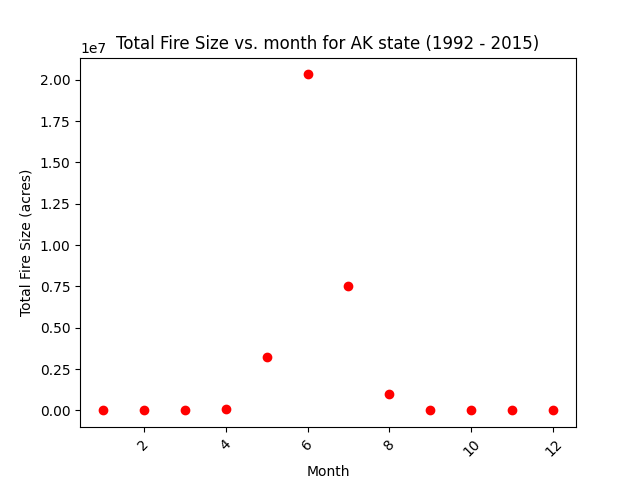 Total Fire Size vs. month for AK state (1992 - 2015)
1e7
2.00
1.75
1.50
1.25
1.00
0.75
0.50
0.25
0.00
Total Fire Size (acres)
2 4 6 8 10 12
Month